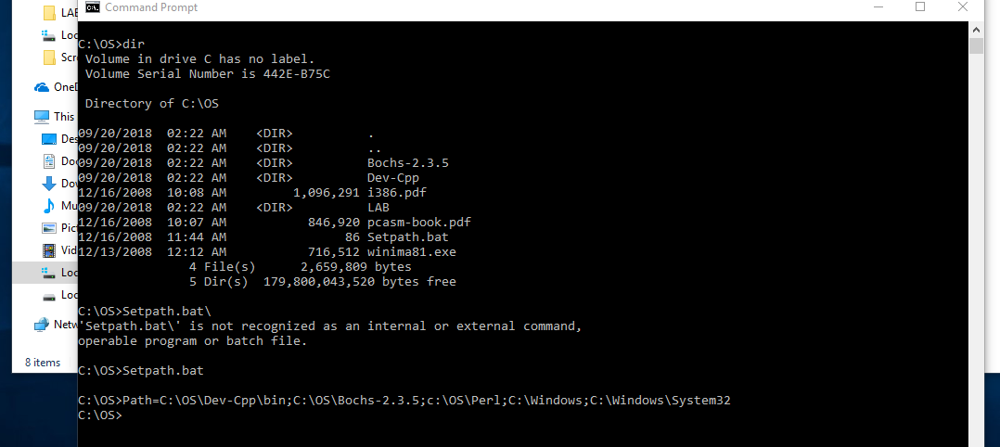 LAB
Command Prompt
Loc
Scr
OneD
This
Des
Doc
Dow
Mu
Pict
Vid
Loc
Loc
Netw
8 items
C:\OS>dir
 Volume in drive C has no label.
 Volume Serial Number is 442E-B75C
 Directory of C:\OS
09/20/2018  02:22 AM    <DIR>          .
09/20/2018  02:22 AM    <DIR>          ..
09/20/2018  02:22 AM    <DIR>          Bochs-2.3.5
09/20/2018  02:22 AM    <DIR>          Dev-Cpp
12/16/2008  10:08 AM         1,096,291 i386.pdf
09/20/2018  02:22 AM    <DIR>          LAB
12/16/2008  10:07 AM           846,920 pcasm-book.pdf
12/16/2008  11:44 AM                86 Setpath.bat
12/13/2008  12:12 AM           716,512 winima81.exe
               4 File(s)      2,659,809 bytes
               5 Dir(s)  179,800,043,520 bytes free
C:\OS>Setpath.bat\
'Setpath.bat\' is not recognized as an internal or external command,
operable program or batch file.
C:\OS>Setpath.bat
C:\OS>Path=C:\OS\Dev-Cpp\bin;C:\OS\Bochs-2.3.5;c:\OS\Perl;C:\Windows;C:\Windows\System32
C:\OS>